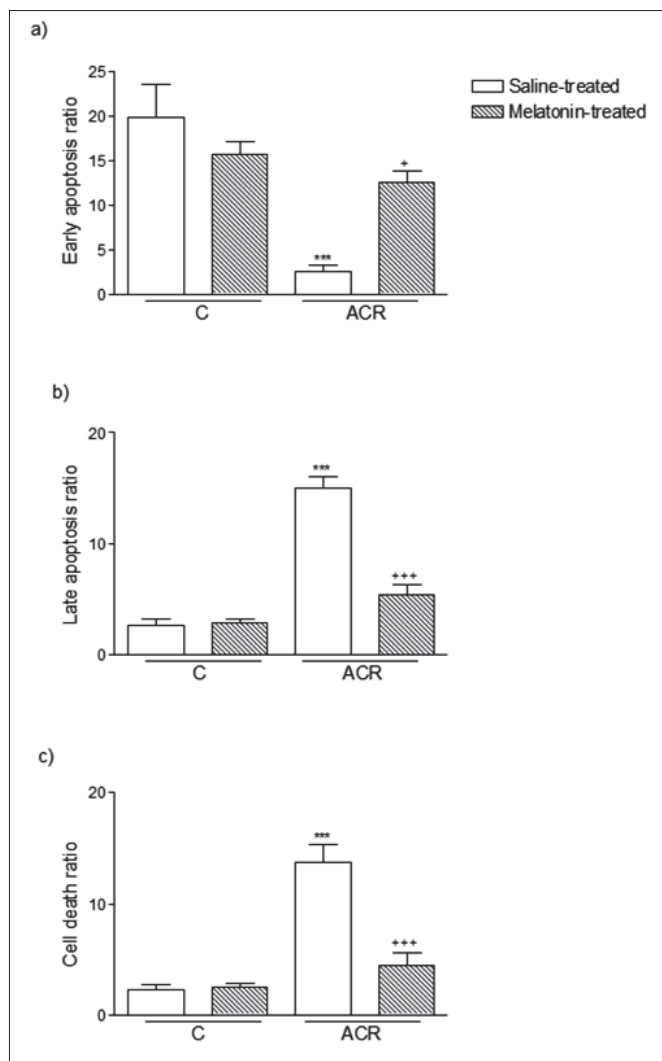 a)
Early apoptosis ratio
25
20
15
10
5
0
***
+
C
ACR
Saline-treated
Melatonin-treated
b)
Late apoptosis ratio
20
10
0
***
+++
C
ACR
c)
Cell death ratio
20
10
0
***
+++
C
ACR